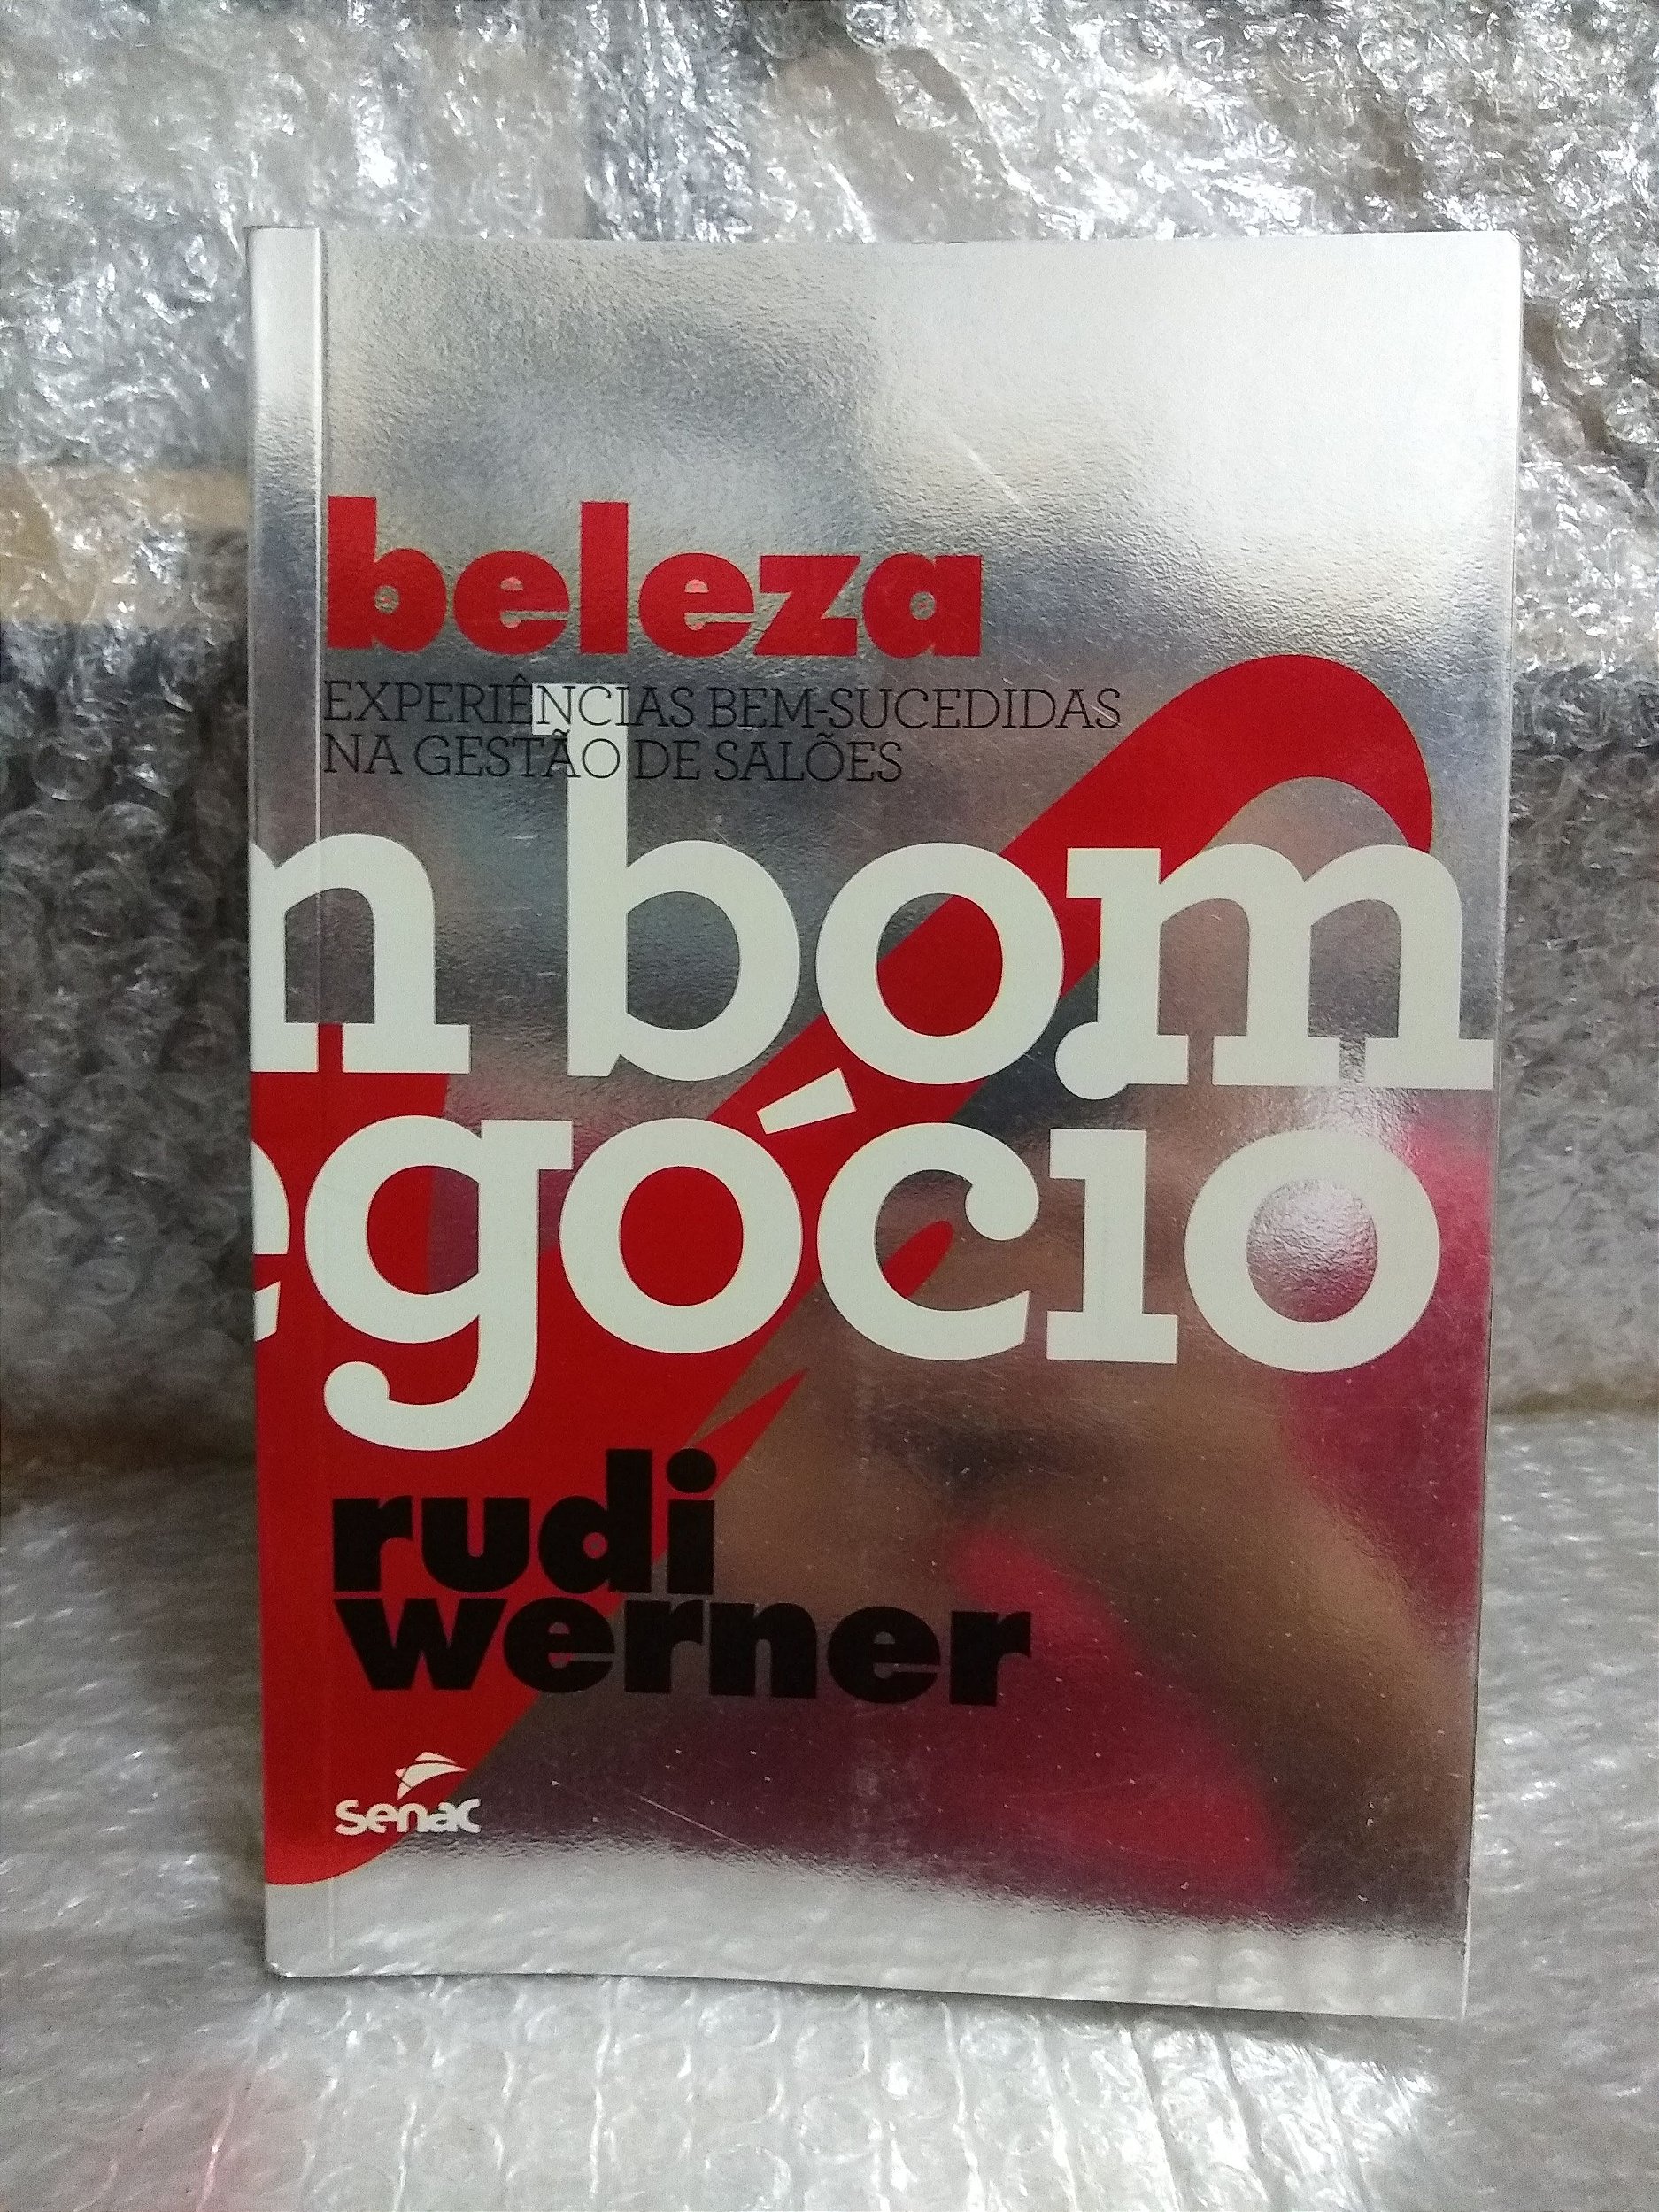 beleza
EXPERIÊNCIAS BEM-SUCEDIDAS
NA GESTÃO DE SALÕES
n bom
egócio
rudi
werner
senac